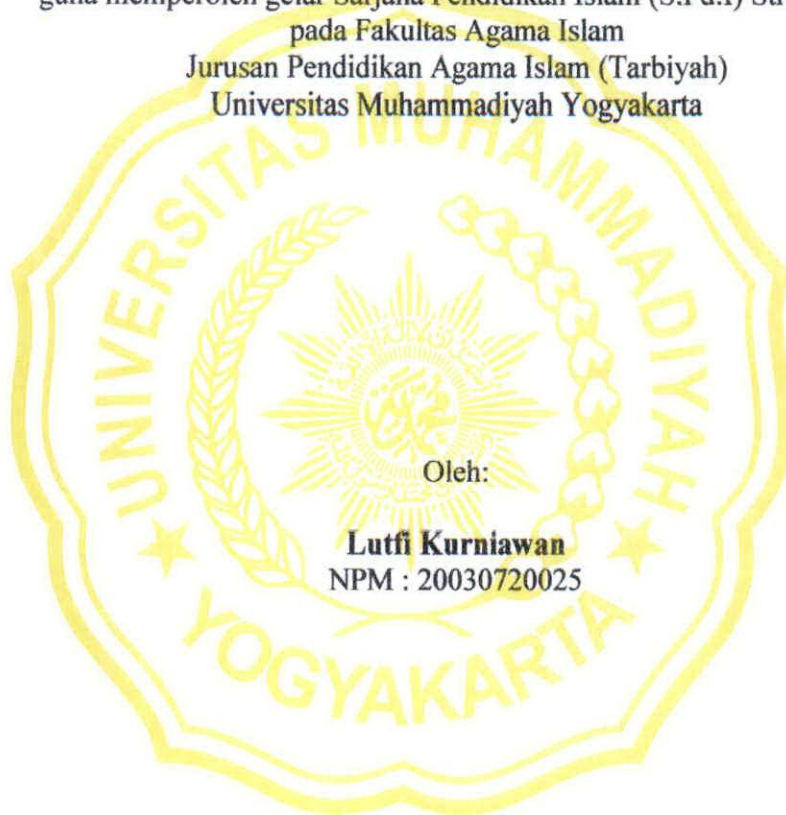 guna memperoleh gelar Sarjana Pendidikan Islam (S.Pd.I)
pada Fakultas Agama Islam
Jurusan Pendidikan Agama Islam (Tarbiyah)
Universitas Muhammadiyah Yogyakarta
UNIVERSITAS MUHAMMADIYAH
YOGYAKARTA
Oleh:
Lutfi Kurniawan
NPM : 20030720025